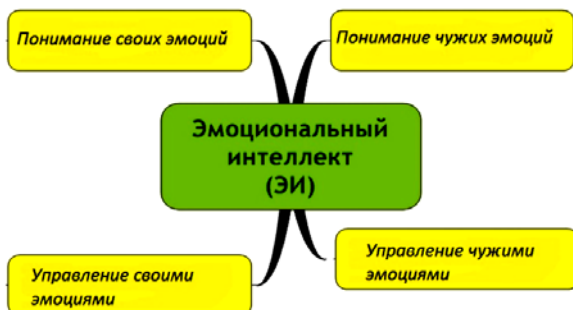 Понимание своих эмоций
Понимание чужих эмоций
Эмоциональный
интеллект
(ЭИ)
Управление своими
эмоциями
Управление чужими
эмоциями